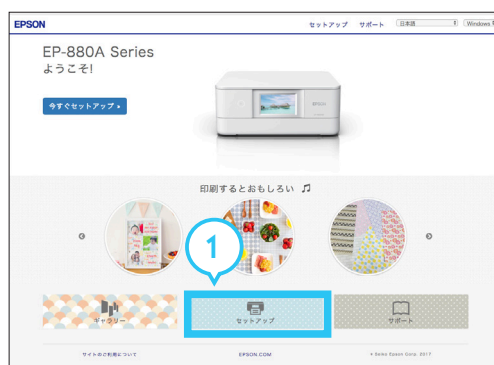 EPSON
セットアップ サポート 日本語 Windows
EP-880A Series
ようこそ!
今すぐセットアップ
EPSON
印刷するとおもしろい
1
ギャラリー セットアップ サポート
サイトのご利用について EPSON.COM © Seiko Epson Corp. 2017